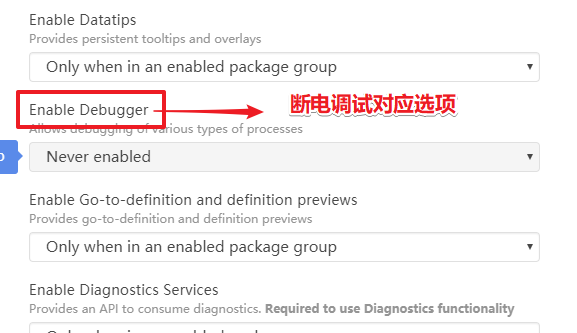 Enable Datatips
Provides persistent tooltips and overlays
Only when in an enabled package group
Enable Debugger
断电调试对应选项
Allows debugging of various types of processes
Never enabled
Enable Go-to-definition and definition previews
Provides go-to-definition and definition previews
Only when in an enabled package group
Enable Diagnostics Services
Provides an API to consume diagnostics. Required to use Diagnostics functionality